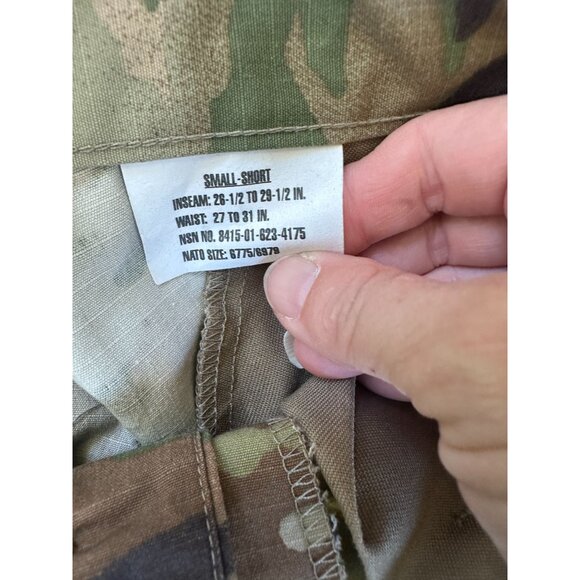 SMALL-SHORT
INSEAM: 26-1/2 TO 29-1/2 IN.
WAIST: 27 TO 31 IN.
NSN NO. 8415-01-623-4175
NATO SIZE: 6775/6979